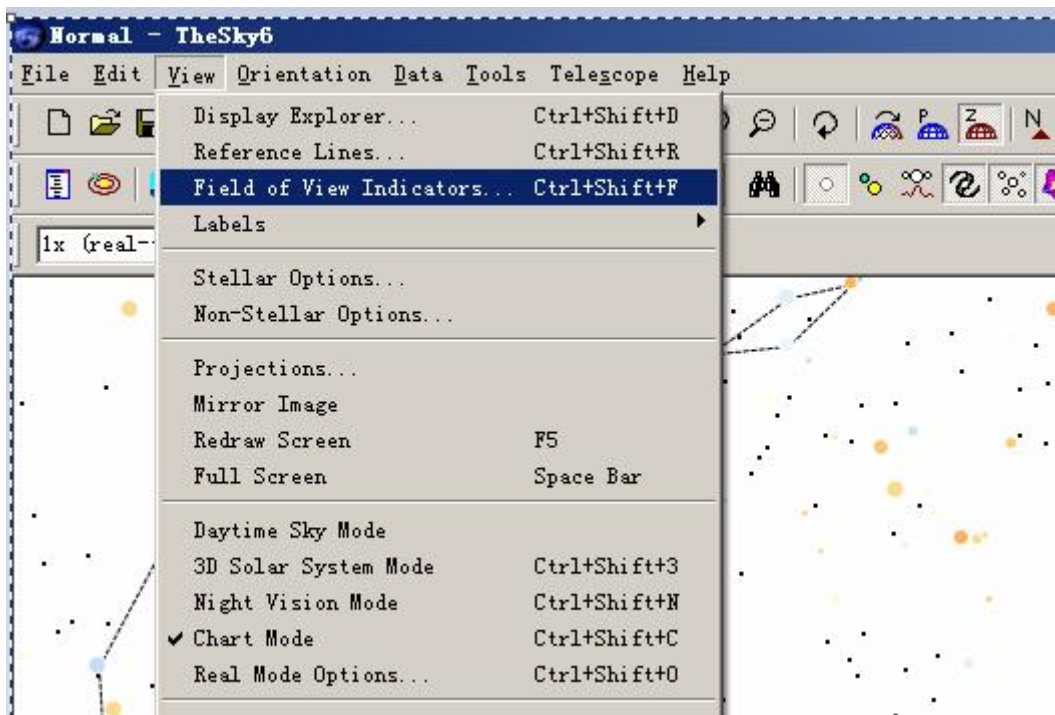 Normal - TheSky6
File Edit View Orientation Data Tools Telescope Help
Display Explorer... Ctrl+Shift+D
Reference Lines... Ctrl+Shift+R
Field of View Indicators... Ctrl+Shift+F
Labels
1x (real-
Stellar Options...
Non-Stellar Options...
Projections...
Mirror Image
Redraw Screen F5
Full Screen Space Bar
Daytime Sky Mode
3D Solar System Mode Ctrl+Shift+3
Night Vision Mode Ctrl+Shift+N
Chart Mode Ctrl+Shift+C
Real Mode Options... Ctrl+Shift+O
P
Z
N